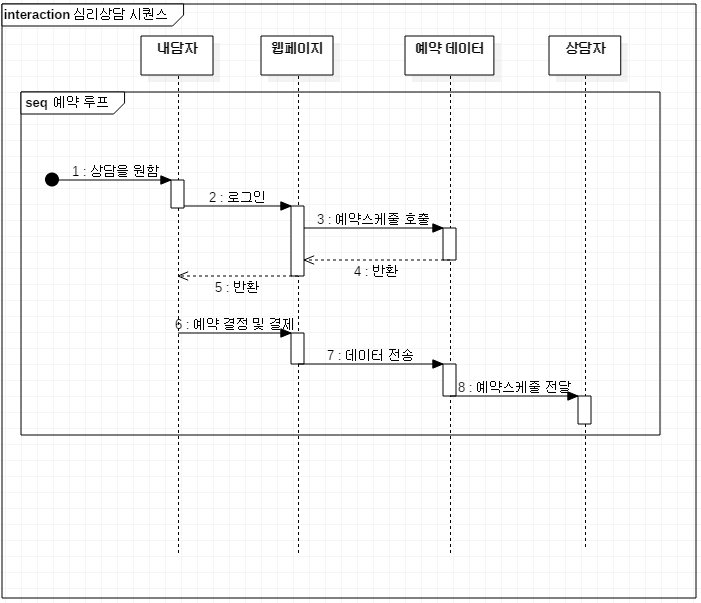 interaction 심리상담 시퀀스
내담자 웹페이지 예약 데이터 상담자
seq 예약 루프
1 : 상담을 원함
2 : 로그인
3 : 예약스케줄 호출
4 : 반환
5 : 반환
6 : 예약 결정 및 결제
7 : 데이터 전송
8 : 예약스케줄 전달